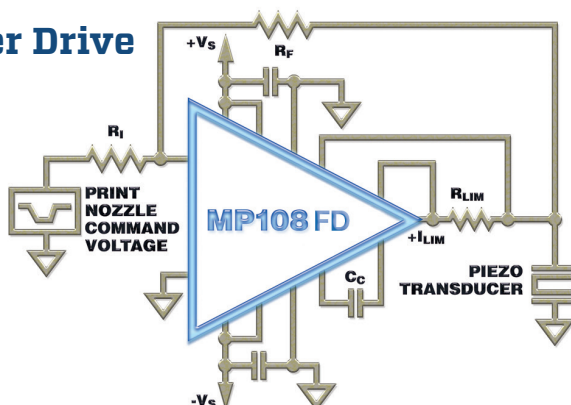 er Drive
+VS
RF
RI
PRINT
NOZZLE
COMMAND
VOLTAGE
MP108 FD
RLIM
+ILIM
CC
PIEZO
TRANSDUCER
-VS